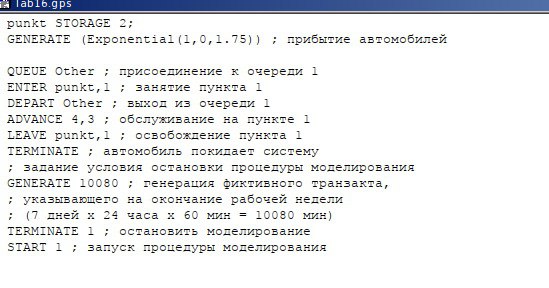 lab16.gps
punkt STORAGE 2;
GENERATE (Exponential(1,0,1.75)) ; прибытие автомобилей
QUEUE Other ; присоединение к очереди 1
ENTER punkt,1 ; занятие пункта 1
DEPART Other ; выход из очереди 1
ADVANCE 4,3 ; обслуживание на пункте 1
LEAVE punkt,1 ; освобождение пункта 1
TERMINATE ; автомобиль покидает систему
; задание условия остановки процедуры моделирования
GENERATE 10080 ; генерация фиктивного транзакта,
; указывающего на окончание рабочей недели
; (7 дней х 24 часа х 60 мин = 10080 мин)
TERMINATE 1 ; остановить моделирование
START 1 ; запуск процедуры моделирования